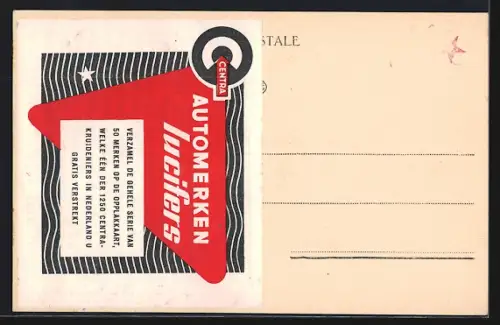 STALE
CENTRA
AUTOMERKEN
lucifers
VERZAMEL DE GEHELE SERIE VAN
50 MERKEN OP DE OPPLAKKAART,
WELKE ÉÉN DER 1250 CENTRA-
KRUIDENIERS IN NEDERLAND U
GRATIS VERSTREKT